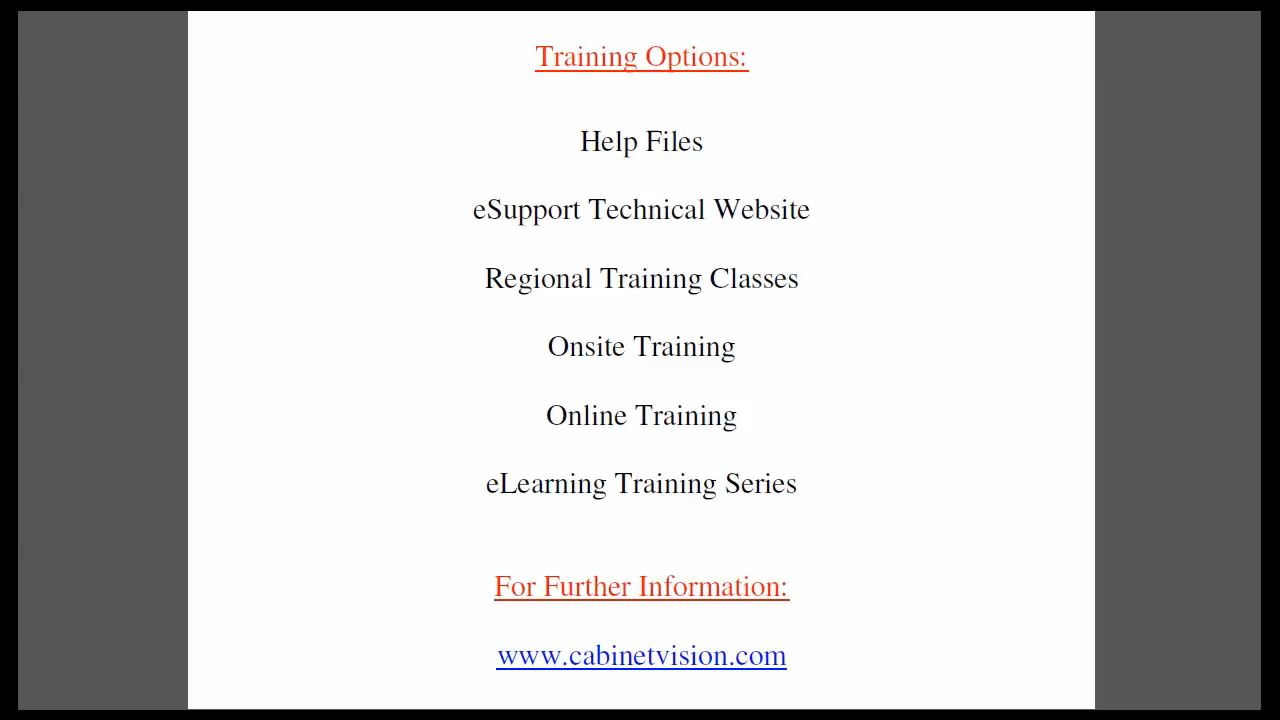 Training Options:
Help Files
eSupport Technical Website
Regional Training Classes
Onsite Training
Online Training
eLearning Training Series
For Further Information:
www.cabinetvision.com